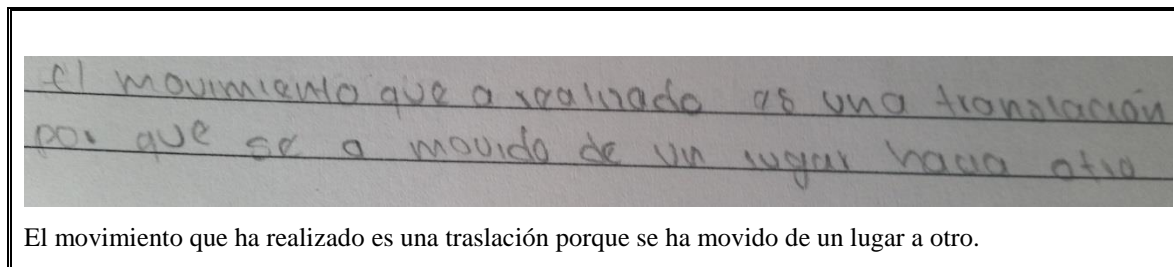 El movimiento que a realizado es una translación
por que se a movido de un lugar hacia otro
El movimiento que ha realizado es una traslación porque se ha movido de un lugar a otro.